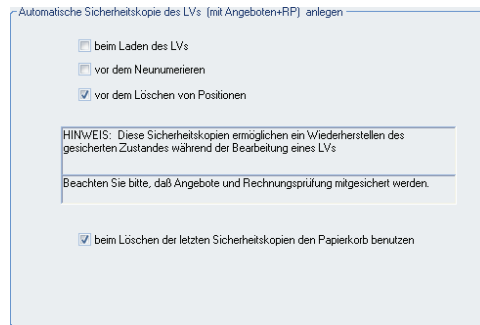 Automatische Sicherheitskopie des LVs (mit Angeboten+RP) anlegen
beim Laden des LVs
vor dem Neunumerieren
vor dem Löschen von Positionen
HINWEIS: Diese Sicherheitskopien ermöglichen ein Wiederherstellen des
gesicherten Zustandes während der Bearbeitung eines LVs
Beachten Sie bitte, daß Angebote und Rechnungsprüfung mitgesichert werden.
beim Löschen der letzten Sicherheitskopien den Papierkorb benutzen